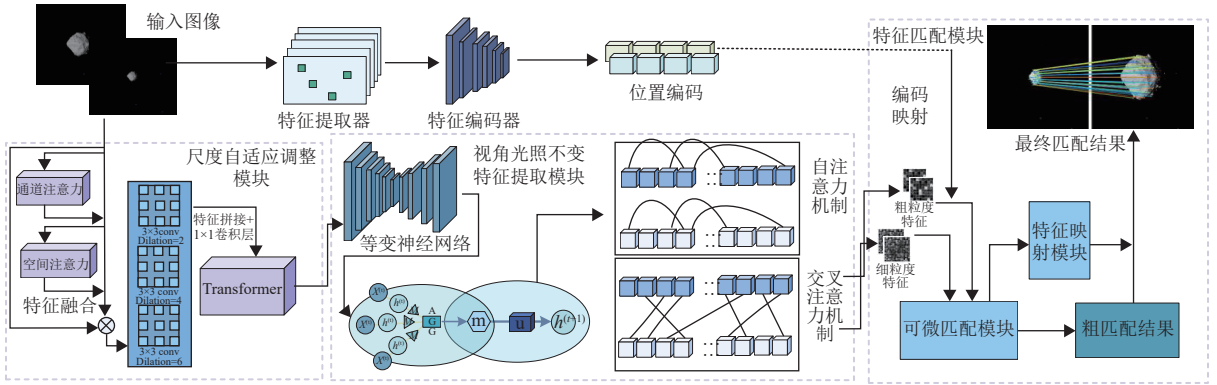 输入图像
特征提取器
特征编码器
位置编码
特征匹配模块
编码
映射
最终匹配结果
尺度自适应调整
模块
通道注意力
空间注意力
特征融合
3×3conv
Dilation=2
3×3 conv
Dilation=4
3×3 conv
Dilation=6
特征拼接+
1×1卷积层
Transformer
视角光照不变
特征提取模块
等变神经网络
A
G
G
m
u
h(t+1)
自注意力机制
交叉注意力机制
粗粒度
特征
细粒度
特征
特征映
射模块
可微匹配模块
粗匹配结果